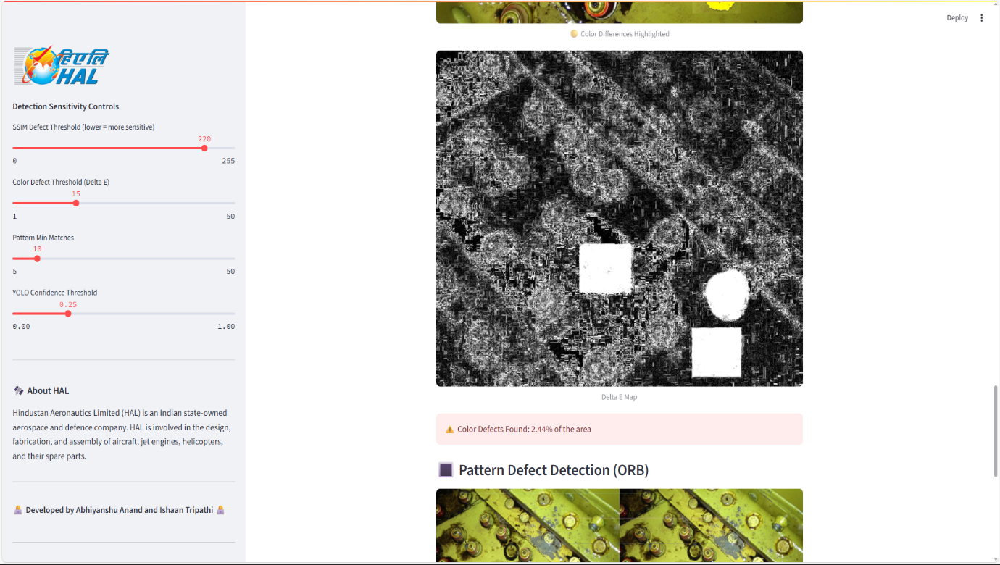 Deploy
हिएलि
HAL
Detection Sensitivity Controls
SSIM Defect Threshold (lower = more sensitive)
220
0 255
Color Defect Threshold (Delta E)
15
1 50
Pattern Min Matches
10
5 50
YOLO Confidence Threshold
0.25
0.00 1.00
About HAL
Hindustan Aeronautics Limited (HAL) is an Indian state-owned
aerospace and defence company. HAL is involved in the design,
fabrication, and assembly of aircraft, jet engines, helicopters,
and their spare parts.
Developed by Abhiyanshu Anand and Ishaan Tripathi
Color Differences Highlighted
Delta E Map
Color Defects Found: 2.44% of the area
Pattern Defect Detection (ORB)